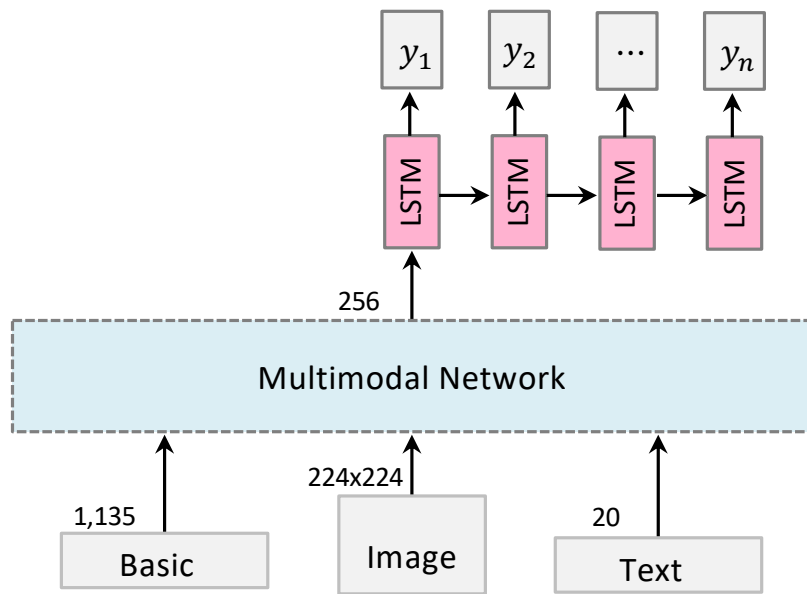 y₁ y₂ ... yₙ
LSTM LSTM LSTM LSTM
256
Multimodal Network
1,135 224x224 20
Basic Image Text